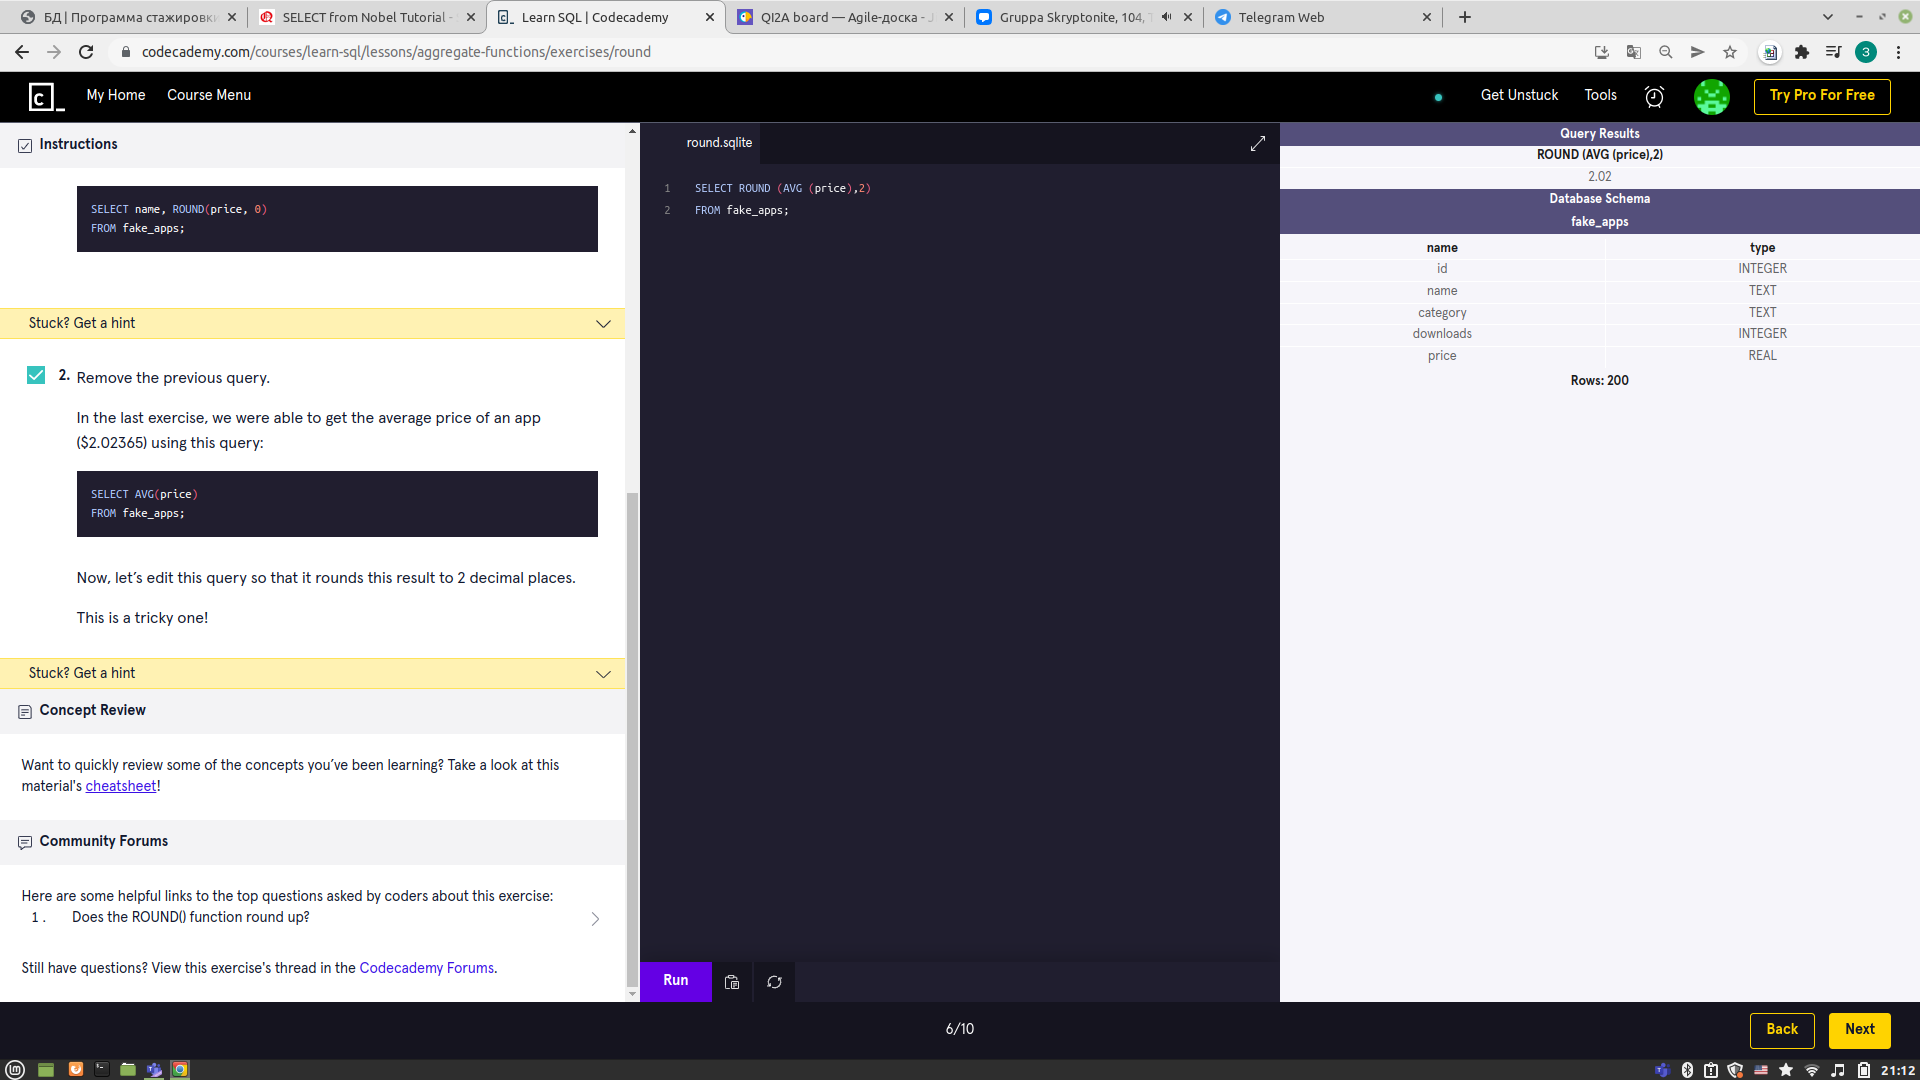 БД | Программа стажировки
SELECT from Nobel Tutorial -
Learn SQL | Codecademy
QI2A board — Agile-доска -
Gruppa Skryptonite, 104,
Telegram Web
codecademy.com/courses/learn-sql/lessons/aggregate-functions/exercises/round
3
My Home
Course Menu
Get Unstuck
Tools
Try Pro For Free
Instructions
SELECT name, ROUND(price, 0)
FROM fake_apps;
Stuck? Get a hint
2. Remove the previous query.
In the last exercise, we were able to get the average price of an app
($2.02365) using this query:
SELECT AVG(price)
FROM fake_apps;
Now, let’s edit this query so that it rounds this result to 2 decimal places.
This is a tricky one!
Stuck? Get a hint
Concept Review
Want to quickly review some of the concepts you’ve been learning? Take a look at this
material's cheatsheet!
Community Forums
Here are some helpful links to the top questions asked by coders about this exercise:
1. Does the ROUND() function round up?
Still have questions? View this exercise's thread in the Codecademy Forums.
round.sqlite
1 SELECT ROUND (AVG (price),2)
2 FROM fake_apps;
Run
Query Results
ROUND (AVG (price),2)
2.02
Database Schema
fake_apps
name type
id INTEGER
name TEXT
category TEXT
downloads INTEGER
price REAL
Rows: 200
6/10
Back
Next
21:12